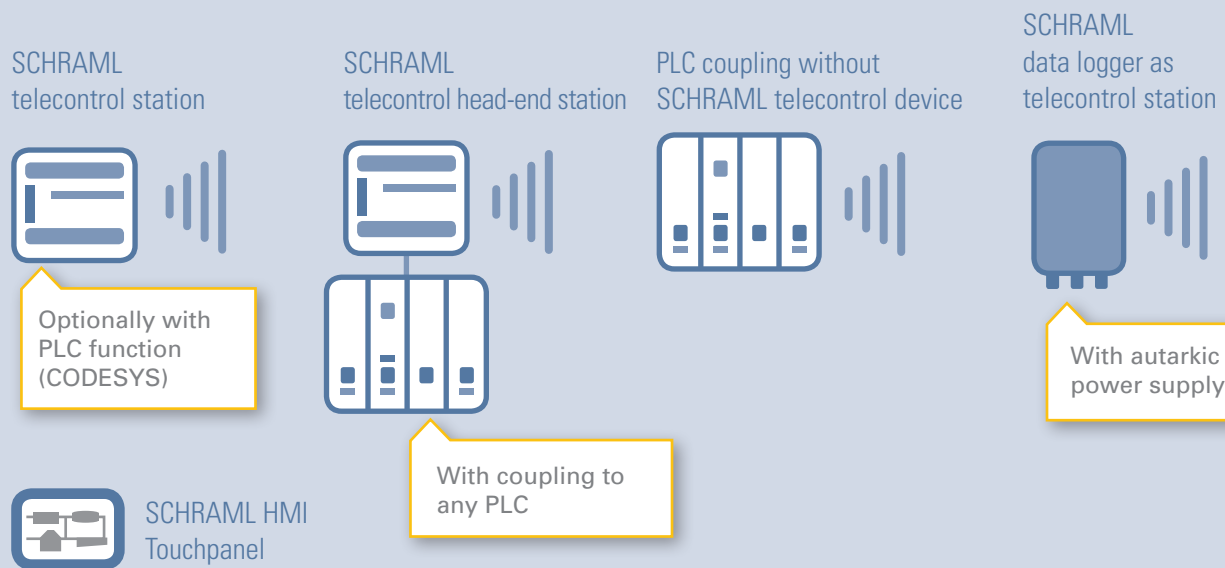 SCHRAML
telecontrol station
SCHRAML
telecontrol head-end station
PLC coupling without
SCHRAML telecontrol device
SCHRAML
data logger as
telecontrol station
Optionally with
PLC function
(CODESYS)
With coupling to
any PLC
With autarkic
power supply
SCHRAML HMI
Touchpanel